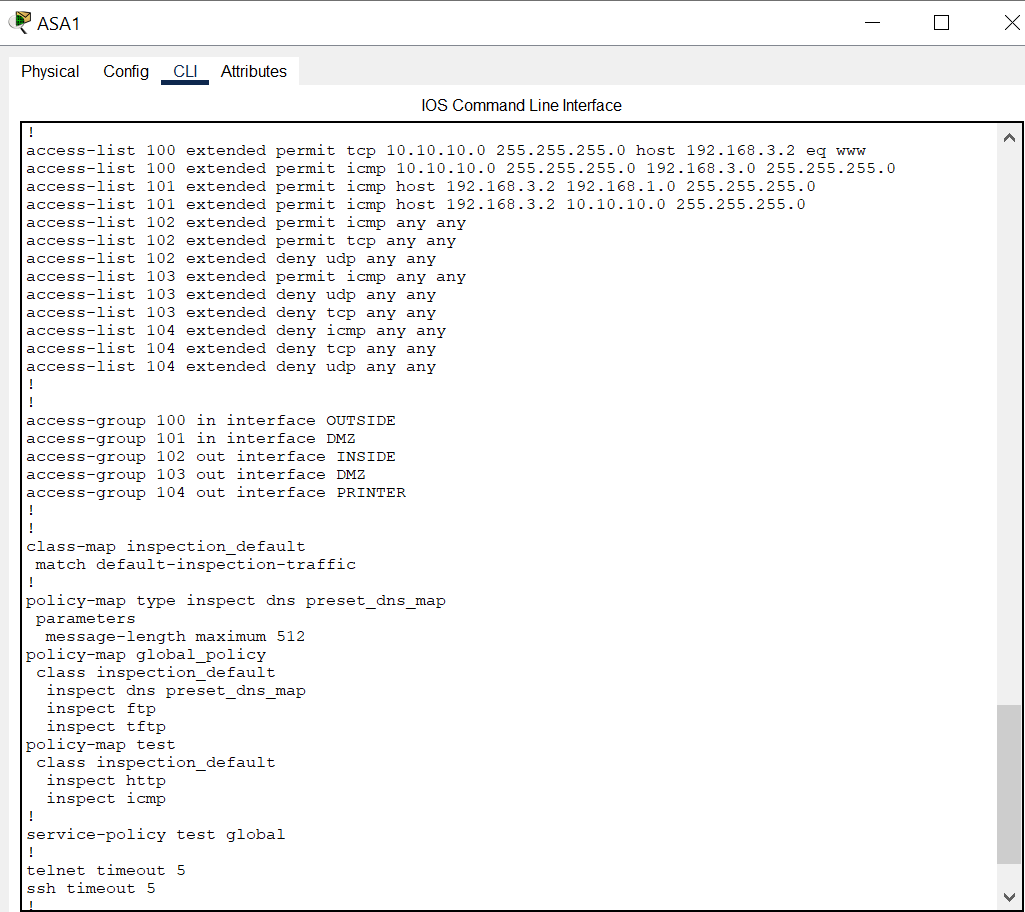 ASA1
Physical Config CLI Attributes
IOS Command Line Interface
!
access-list 100 extended permit tcp 10.10.10.0 255.255.255.0 host 192.168.3.2 eq www
access-list 100 extended permit icmp 10.10.10.0 255.255.255.0 192.168.3.0 255.255.255.0
access-list 101 extended permit icmp host 192.168.3.2 192.168.1.0 255.255.255.0
access-list 101 extended permit icmp host 192.168.3.2 10.10.10.0 255.255.255.0
access-list 102 extended permit icmp any any
access-list 102 extended permit tcp any any
access-list 102 extended deny udp any any
access-list 103 extended permit icmp any any
access-list 103 extended deny udp any any
access-list 103 extended deny tcp any any
access-list 104 extended deny icmp any any
access-list 104 extended deny tcp any any
access-list 104 extended deny udp any any
!
!
access-group 100 in interface OUTSIDE
access-group 101 in interface DMZ
access-group 102 out interface INSIDE
access-group 103 out interface DMZ
access-group 104 out interface PRINTER
!
!
class-map inspection_default
 match default-inspection-traffic
!
policy-map type inspect dns preset_dns_map
 parameters
  message-length maximum 512
policy-map global_policy
 class inspection_default
  inspect dns preset_dns_map
  inspect ftp
  inspect tftp
policy-map test
 class inspection_default
  inspect http
  inspect icmp
!
service-policy test global
!
telnet timeout 5
ssh timeout 5
!